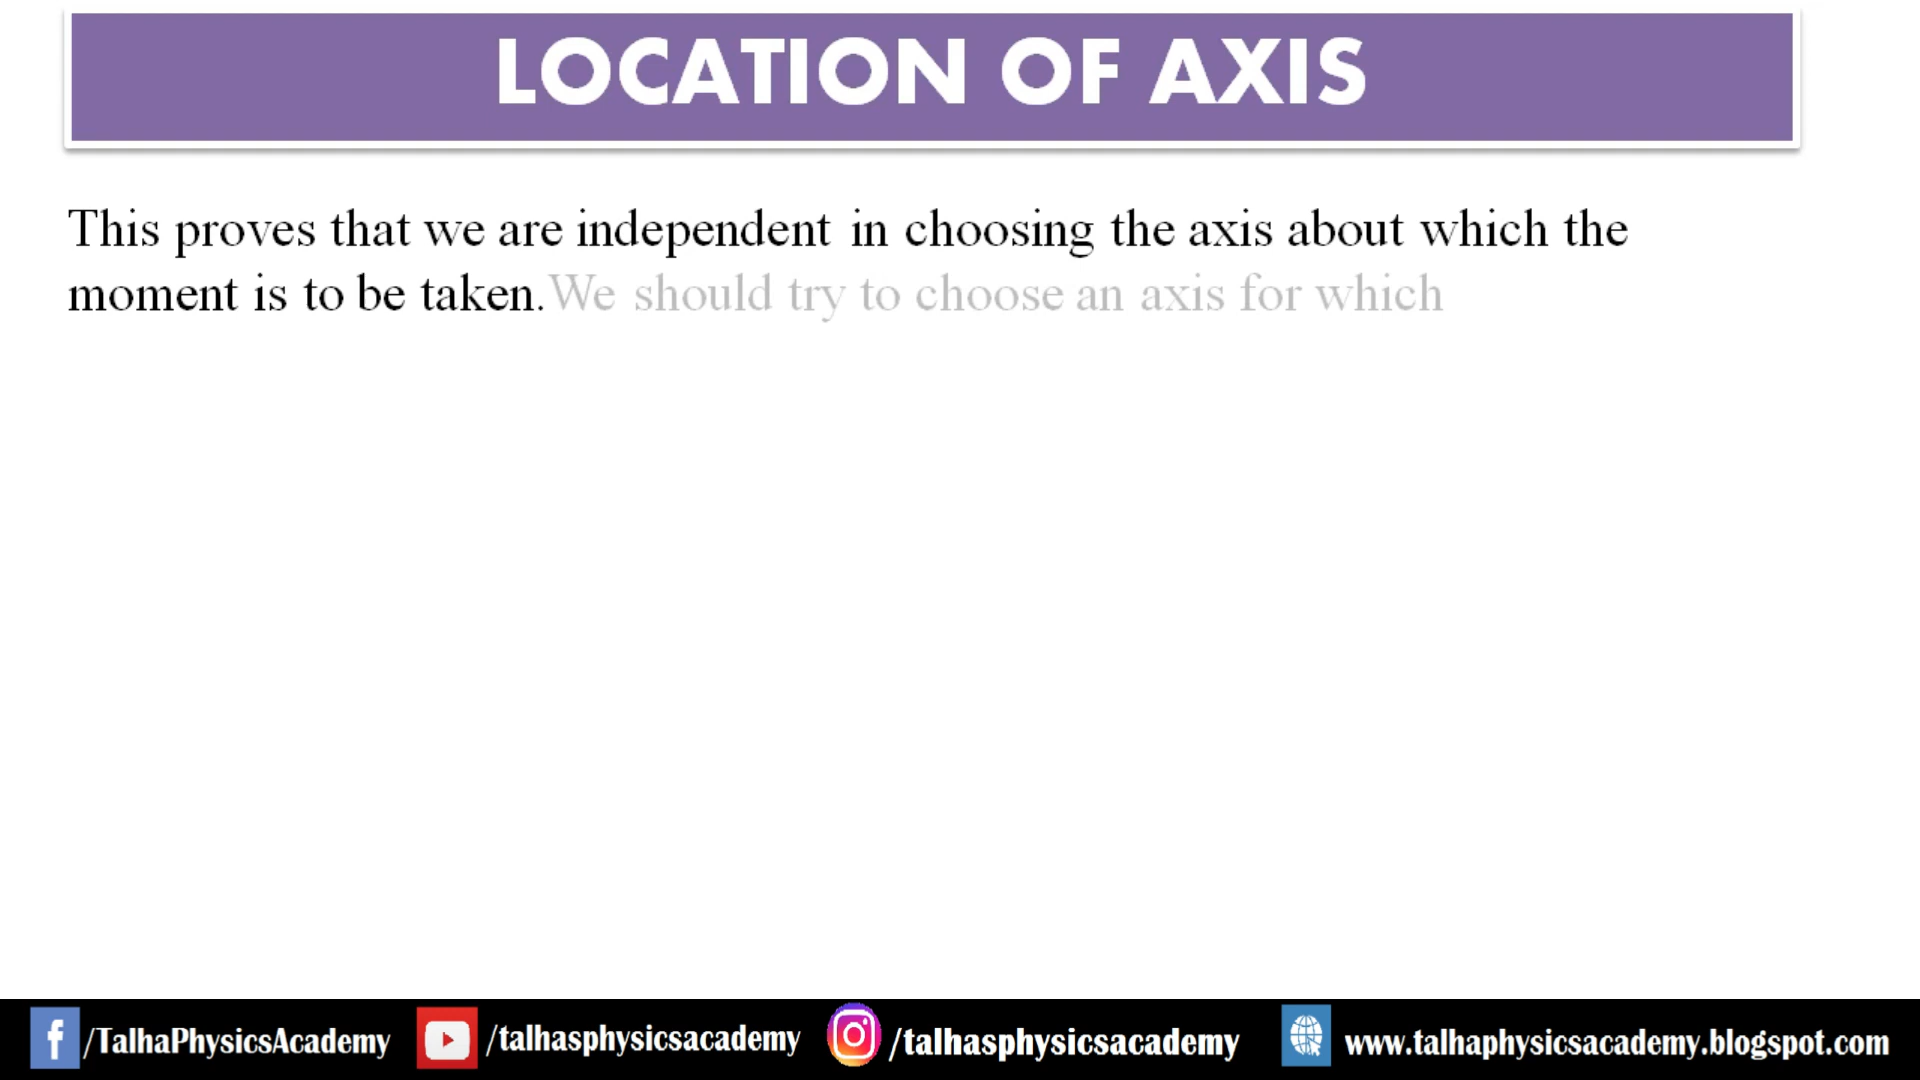 LOCATION OF AXIS
This proves that we are independent in choosing the axis about which the
moment is to be taken. We should try to choose an axis for which
/TalhaPhysicsAcademy /talhasphysicsacademy /talhasphysicsacademy www.talhaphysicsacademy.blogspot.com